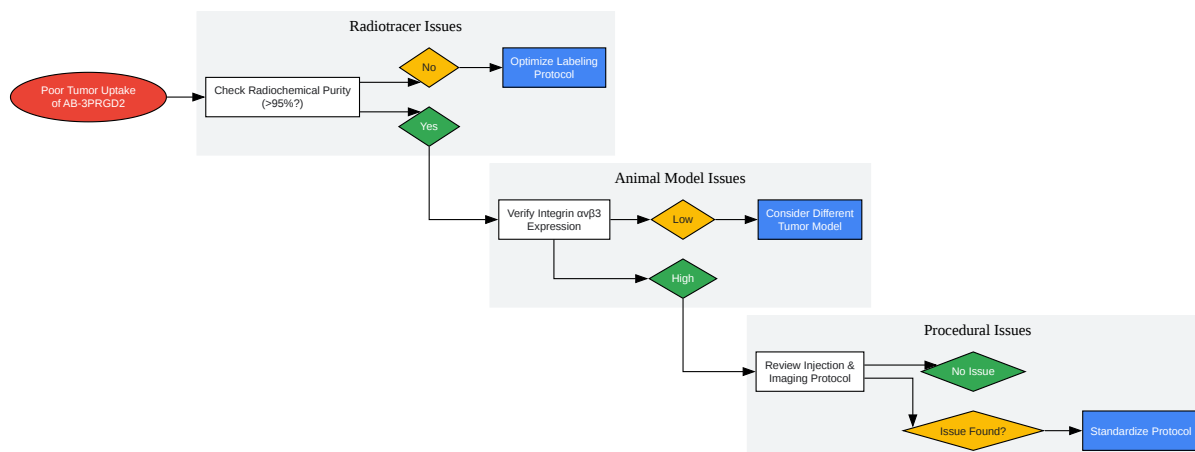 Radiotracer Issues
Poor Tumor Uptake
of AB-3PRGD2
Check Radiochemical Purity
(>95%?)
No
Optimize Labeling
Protocol
Yes
Animal Model Issues
Verify Integrin αvβ3
Expression
Low
Consider Different
Tumor Model
High
Procedural Issues
Review Injection &
Imaging Protocol
No Issue
Issue Found?
Standardize Protocol